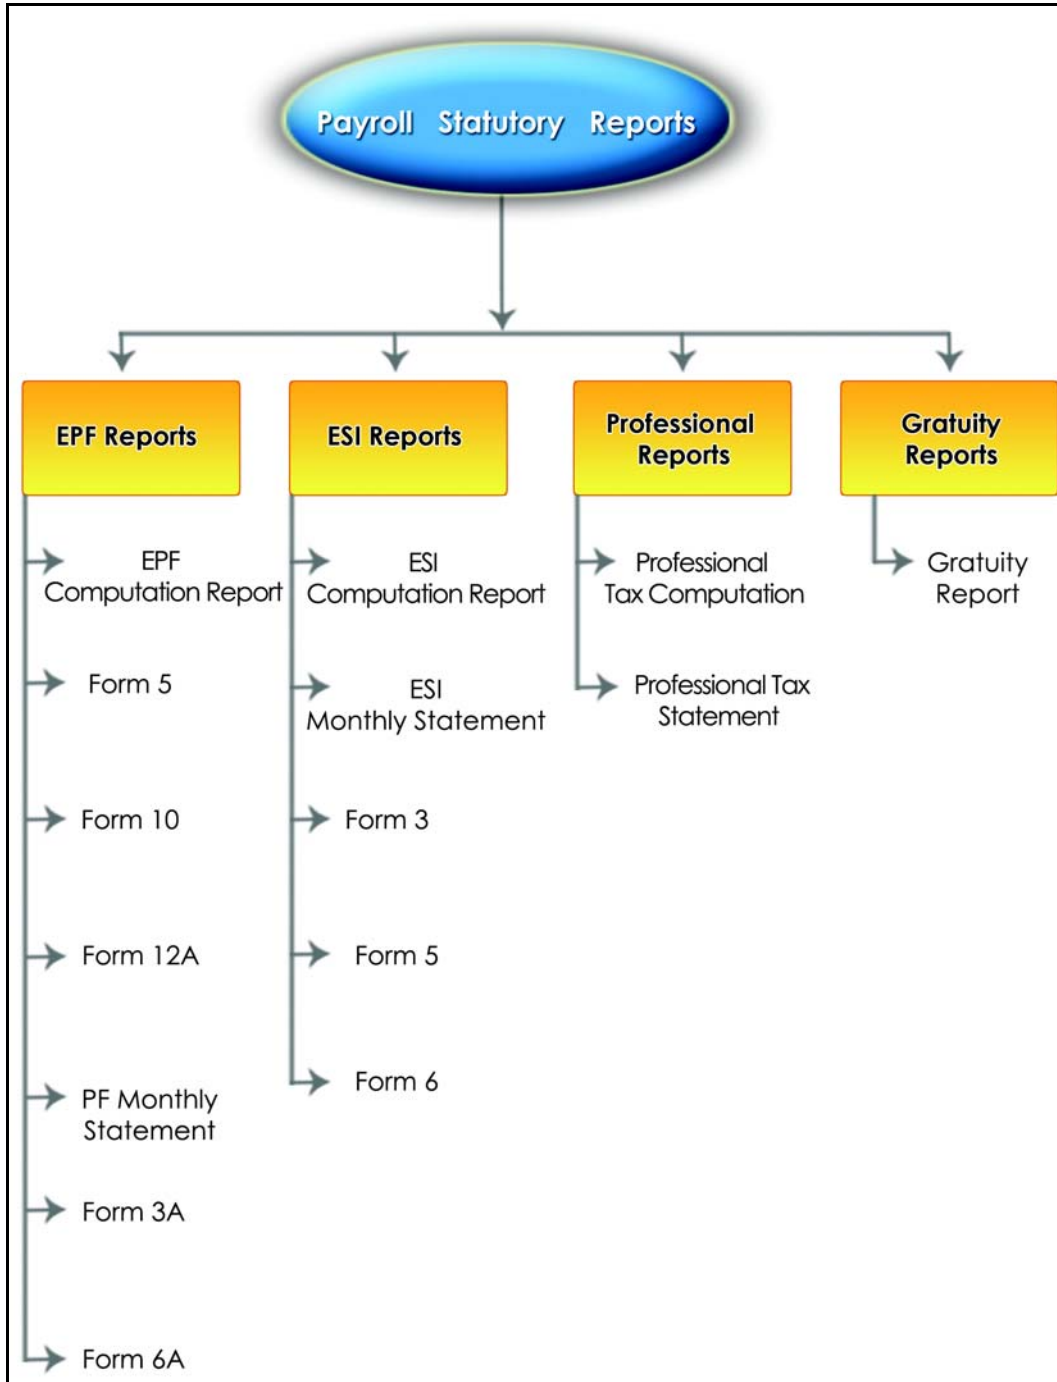 Payroll Statutory Reports
EPF Reports
EPF
Computation Report
Form 5
Form 10
Form 12A
PF Monthly
Statement
Form 3A
Form 6A
ESI Reports
ESI
Computation Report
ESI
Monthly Statement
Form 3
Form 5
Form 6
Professional
Reports
Professional
Tax Computation
Professional Tax
Statement
Gratuity
Reports
Gratuity
Report